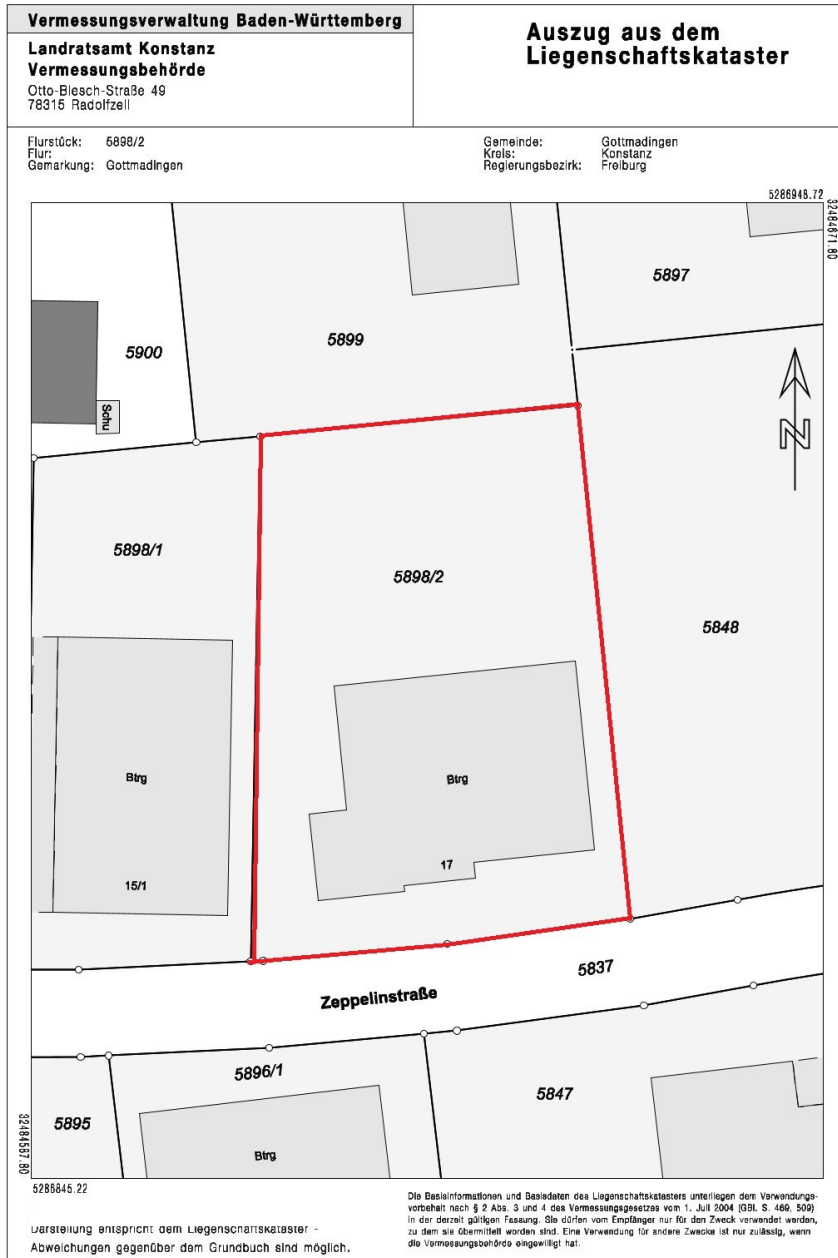 Vermessungsverwaltung Baden-Württemberg
Landratsamt Konstanz
Vermessungsbehörde
Otto-Blesch-Straße 49
78315 Radolfzell
Auszug aus dem
Liegenschaftskataster
Flurstück: 5898/2
Flur:
Gemarkung: Gottmadingen
Gemeinde: Gottmadingen
Kreis: Konstanz
Regierungsbezirk: Freiburg
5286948.72
32484671.80
5897
5899
5900
Schu
N
5898/1
5898/2
5848
Btrg
Btrg
15/1
17
5837
Zeppelinstraße
5896/1
5847
5895
Btrg
32484587.80
5286845.22
Darstellung entspricht dem Liegenschaftskataster -
Abweichungen gegenüber dem Grundbuch sind möglich.
Die Basisinformationen und Basisdaten des Liegenschaftskatasters unterliegen dem Verwendungs-
vorbehalt nach § 2 Abs. 3 und 4 des Vermessungsgesetzes vom 1. Juli 2004 (GBl. S. 469, 509)
in der derzeit gültigen Fassung. Sie dürfen vom Empfänger nur für den Zweck verwendet werden,
zu dem sie übermittelt worden sind. Eine Verwendung für andere Zwecke ist nur zulässig, wenn
die Vermessungsbehörde eingewilligt hat.